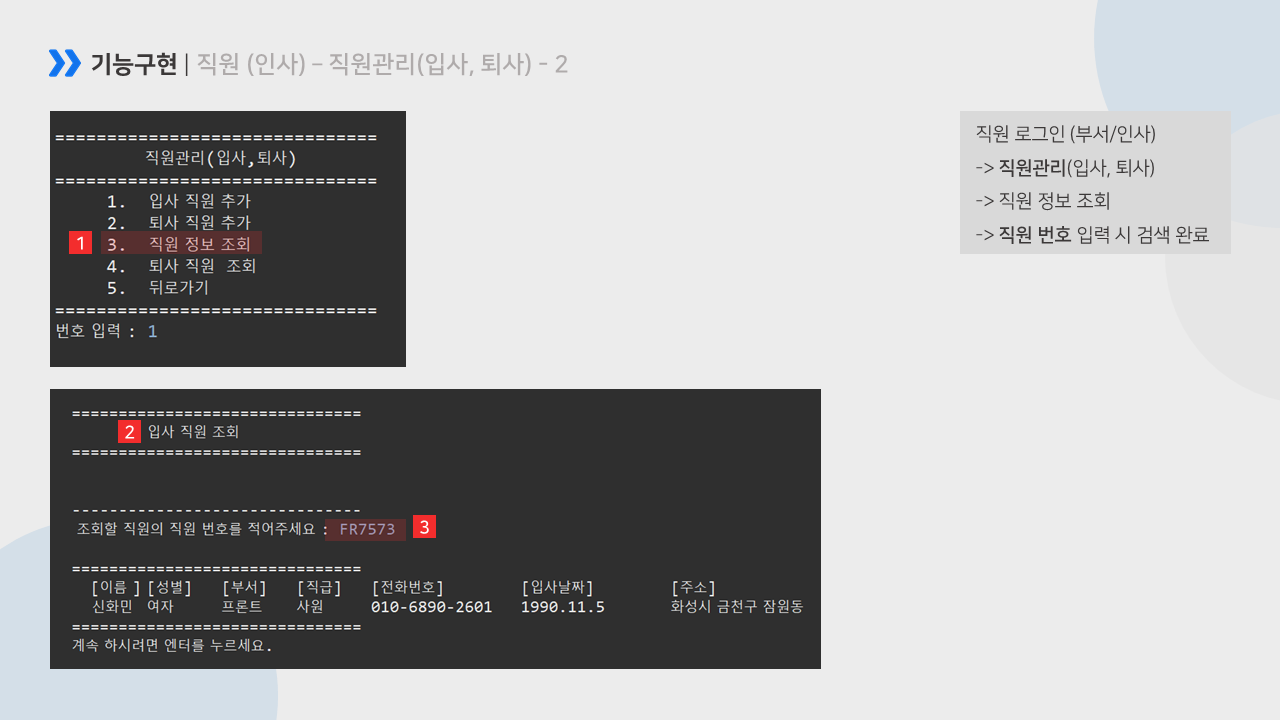 기능구현 | 직원 (인사) – 직원관리(입사, 퇴사) - 2
===============================
직원관리(입사,퇴사)
===============================
1. 입사 직원 추가
2. 퇴사 직원 추가
1 3. 직원 정보 조회
4. 퇴사 직원 조회
5. 뒤로가기
===============================
번호 입력 : 1
직원 로그인 (부서/인사)
-> 직원관리(입사, 퇴사)
-> 직원 정보 조회
-> 직원 번호 입력 시 검색 완료
===============================
2 입사 직원 조회
===============================
-------------------------------
조회할 직원의 직원 번호를 적어주세요 : FR7573 3
===============================
[이름 ] [성별] [부서] [직급] [전화번호] [입사날짜] [주소]
신화민 여자 프론트 사원 010-6890-2601 1990.11.5 화성시 금천구 잠원동
===============================
계속 하시려면 엔터를 누르세요.